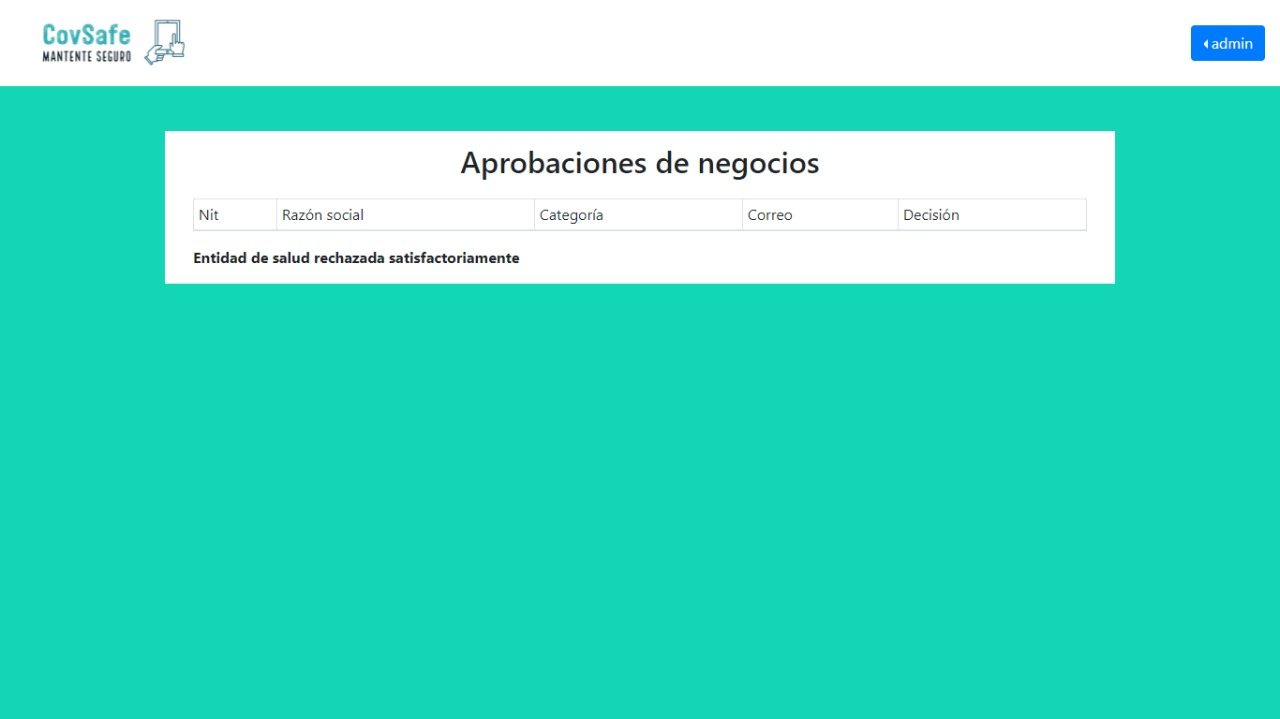 CovSafe
MANTENTE SEGURO
admin
Aprobaciones de negocios
Nit Razón social Categoría Correo Decisión
Entidad de salud rechazada satisfactoriamente